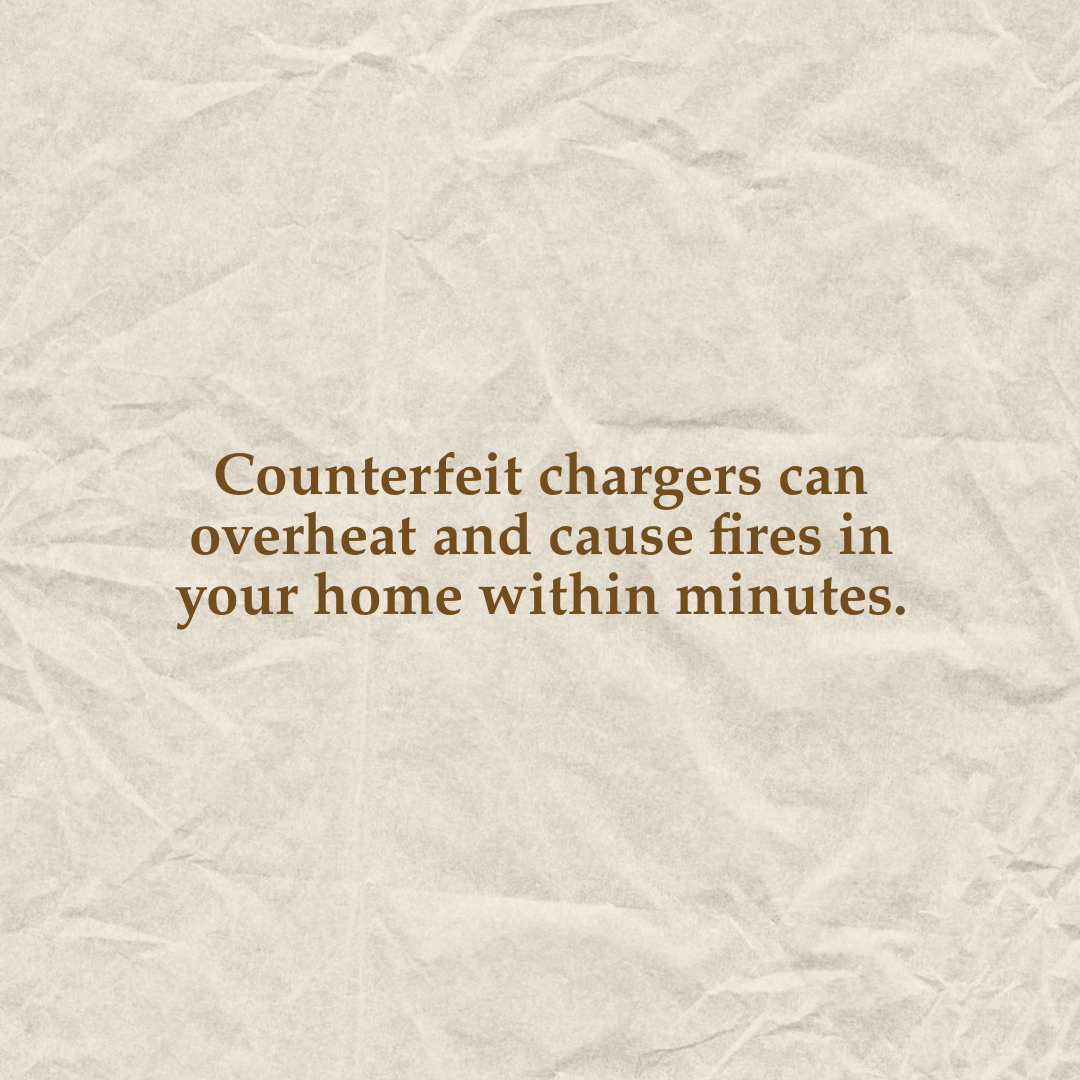 Counterfeit chargers can
overheat and cause fires in
your home within minutes.